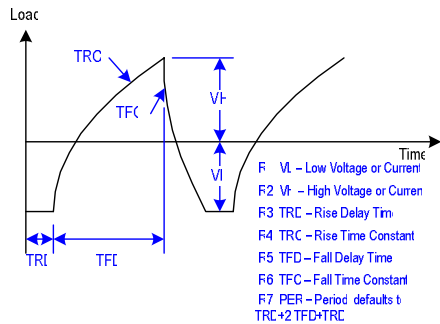 Load
TRC
TFC
VH
Time
VL
R1 VL – Low Voltage or Current
R2 VH – High Voltage or Current
R3 TRD – Rise Delay Time
R4 TRC – Rise Time Constant
R5 TFD – Fall Delay Time
R6 TFC – Fall Time Constant
R7 PER – Period defaults to
TRD+2TFD+TRD
TRD
TFD